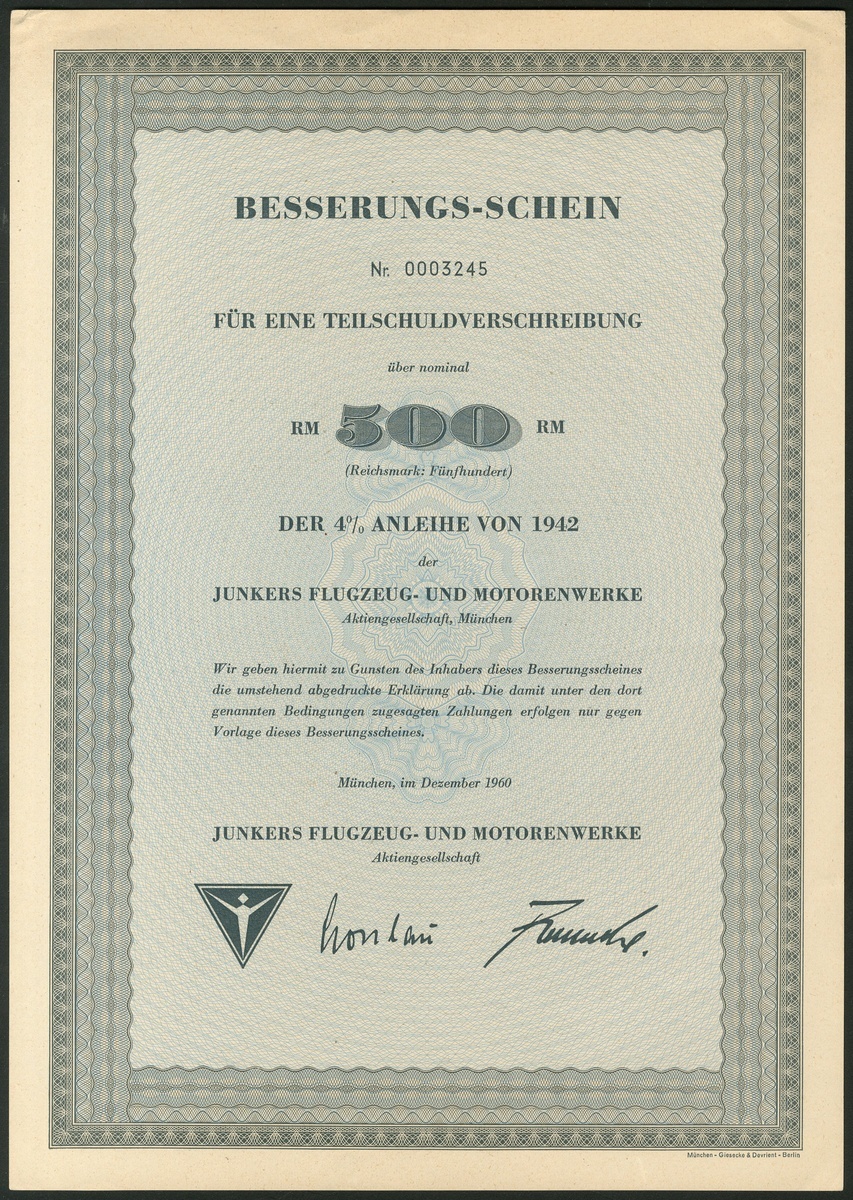 BESSERUNGS-SCHEIN
Nr. 0003245
FÜR EINE TEILSCHULDVERSCHREIBUNG
über nominal
RM 500 RM
(Reichsmark: Fünfhundert)
DER 4% ANLEIHE VON 1942
der
JUNKERS FLUGZEUG- UND MOTORENWERKE
Aktiengesellschaft, München
Wir geben hiermit zu Gunsten des Inhabers dieses Besserungsscheines
die umstehend abgedruckte Erklärung ab. Die damit unter den dort
genannten Bedingungen zugesagten Zahlungen erfolgen nur gegen
Vorlage dieses Besserungsscheines.
München, im Dezember 1960
JUNKERS FLUGZEUG- UND MOTORENWERKE
Aktiengesellschaft
München - Giesecke & Devrient - Berlin